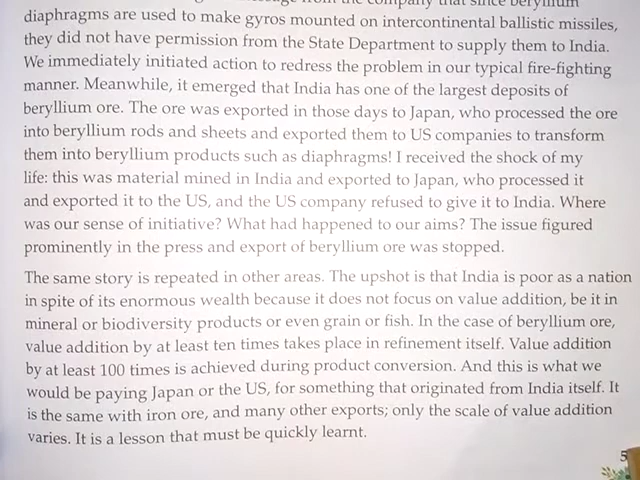 message from the company that since beryllium
diaphragms are used to make gyros mounted on intercontinental ballistic missiles,
they did not have permission from the State Department to supply them to India.
We immediately initiated action to redress the problem in our typical fire-fighting
manner. Meanwhile, it emerged that India has one of the largest deposits of
beryllium ore. The ore was exported in those days to Japan, who processed the ore
into beryllium rods and sheets and exported them to US companies to transform
them into beryllium products such as diaphragms! I received the shock of my
life: this was material mined in India and exported to Japan, who processed it
and exported it to the US, and the US company refused to give it to India. Where
was our sense of initiative? What had happened to our aims? The issue figured
prominently in the press and export of beryllium ore was stopped.
The same story is repeated in other areas. The upshot is that India is poor as a nation
in spite of its enormous wealth because it does not focus on value addition, be it in
mineral or biodiversity products or even grain or fish. In the case of beryllium ore,
value addition by at least ten times takes place in refinement itself. Value addition
by at least 100 times is achieved during product conversion. And this is what we
would be paying Japan or the US, for something that originated from India itself. It
is the same with iron ore, and many other exports; only the scale of value addition
varies. It is a lesson that must be quickly learnt.
5